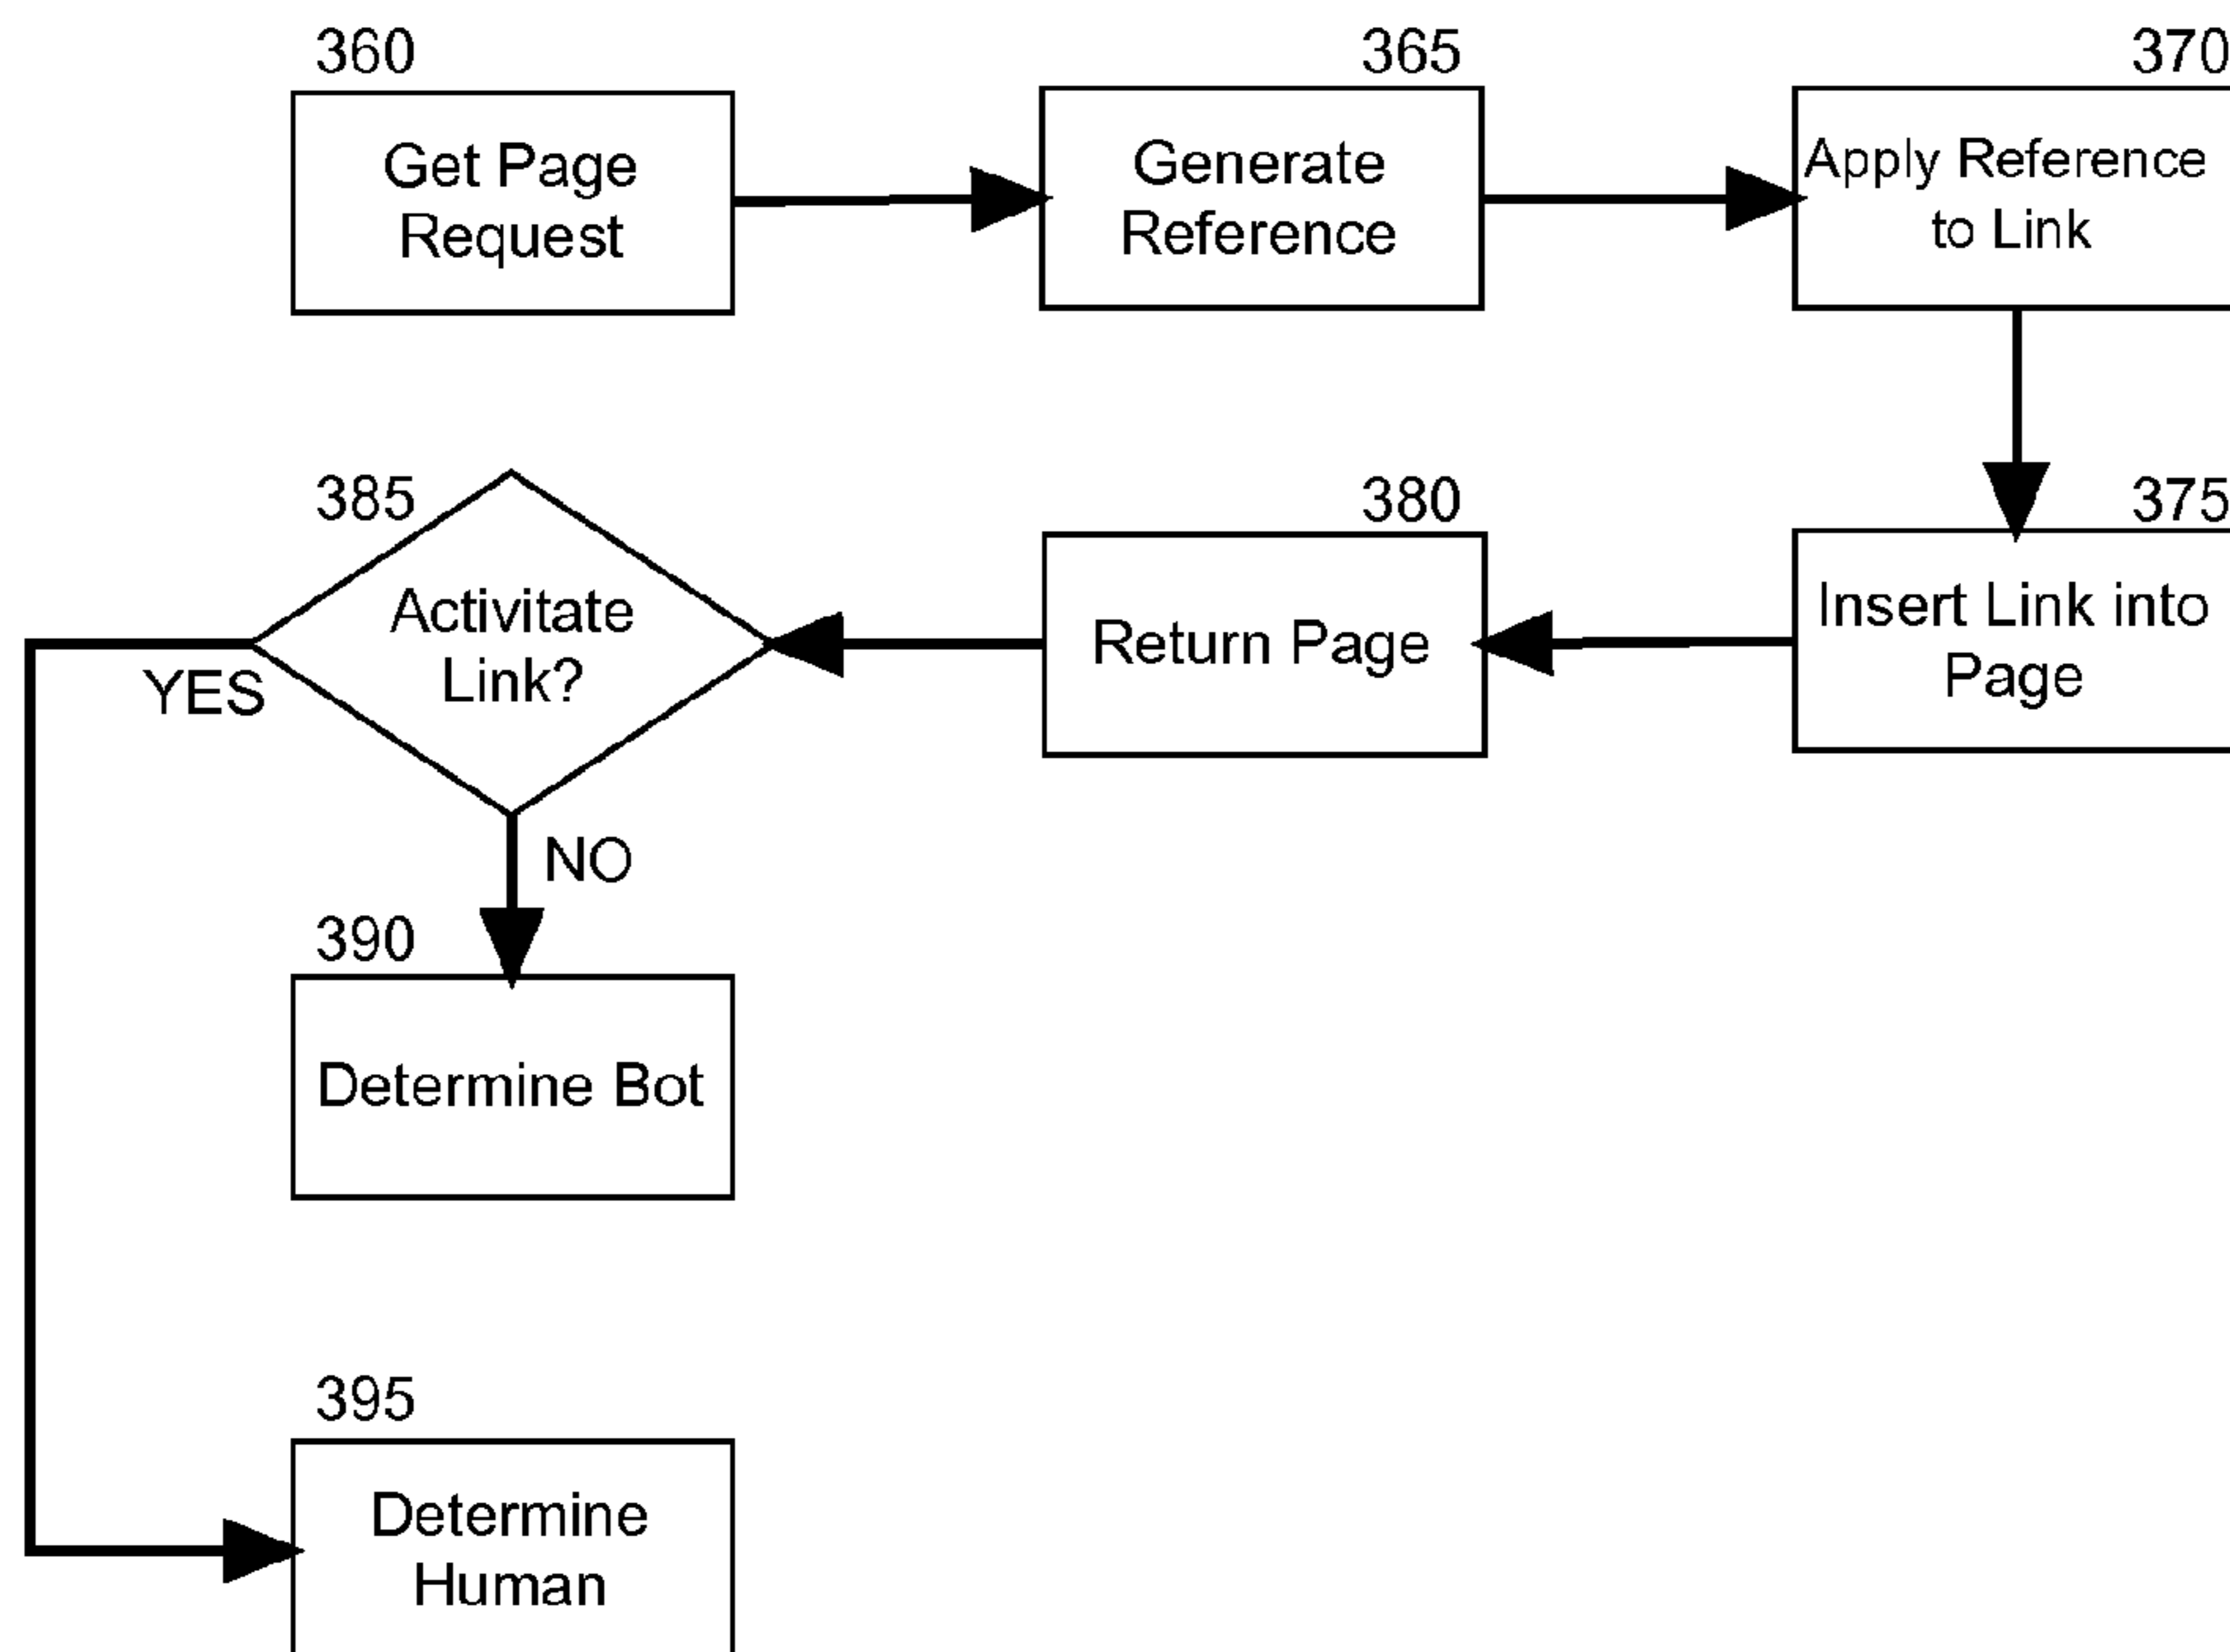 360
Get Page
Request
365
Generate
Reference
370
Apply Reference
to Link
375
Insert Link into
Page
380
Return Page
385
Activitate
Link?
YES
NO
390
Determine Bot
395
Determine
Human